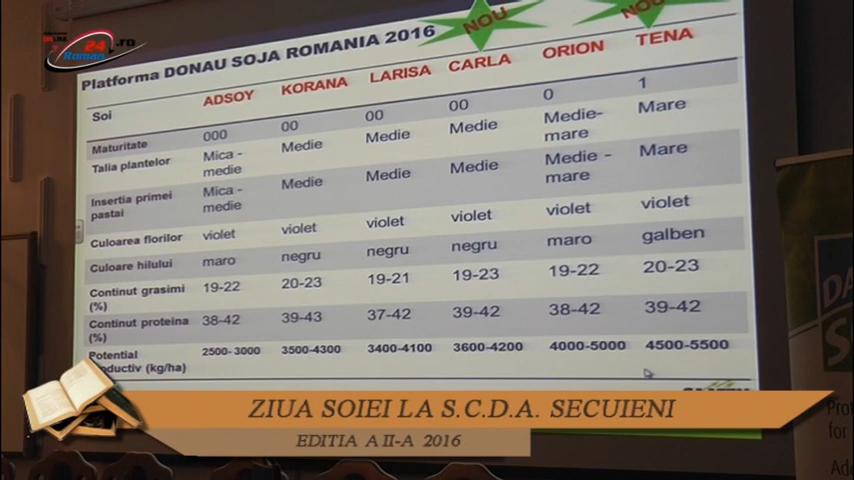 24.ro
Roman
NOU
NOU
Platforma DONAU SOJA ROMANIA 2016
Soi ADSOY KORANA LARISA CARLA ORION TENA
Maturitate 000 00 00 00 0 1
Talia plantelor Mica - medie Medie Medie Medie Medie- mare Mare
Insertia primei pastai Mica - medie Medie Medie Medie Medie - mare Mare
Culoarea florilor violet violet violet violet violet violet
Culoare hilului maro negru negru negru maro galben
Continut grasimi (%) 19-22 20-23 19-21 19-23 19-22 20-23
Continut proteina (%) 38-42 39-43 37-42 39-42 38-42 39-42
Potential ductiv (kg/ha) 2500- 3000 3500-4300 3400-4100 3600-4200 4000-5000 4500-5500
ZIUA SOIEI LA S.C.D.A. SECUIENI
EDITIA A II-A 2016
for